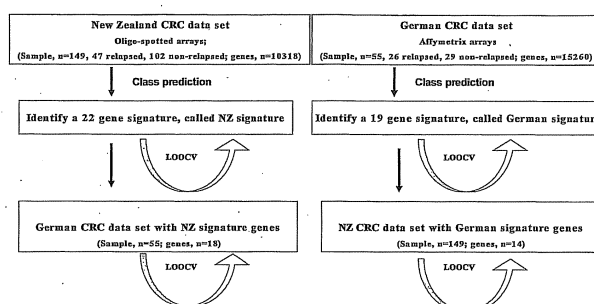 New Zealand CRC data set
Oligo-spotted arrays;
(Sample, n=149, 47 relapsed, 102 non-relapsed; genes, n=10318)
German CRC data set
Affymetrix arrays
(Sample, n=55, 26 relapsed, 29 non-relapsed; genes, n=15260)
Class prediction
Class prediction
Identify a 22 gene signature, called NZ signature
Identify a 19 gene signature, called German signatur
LOOCV
LOOCV
German CRC data set with NZ signature genes
(Sample, n=55; genes, n=18)
NZ CRC data set with German signature genes
(Sample, n=149; genes, n=14)
LOOCV
LOOCV